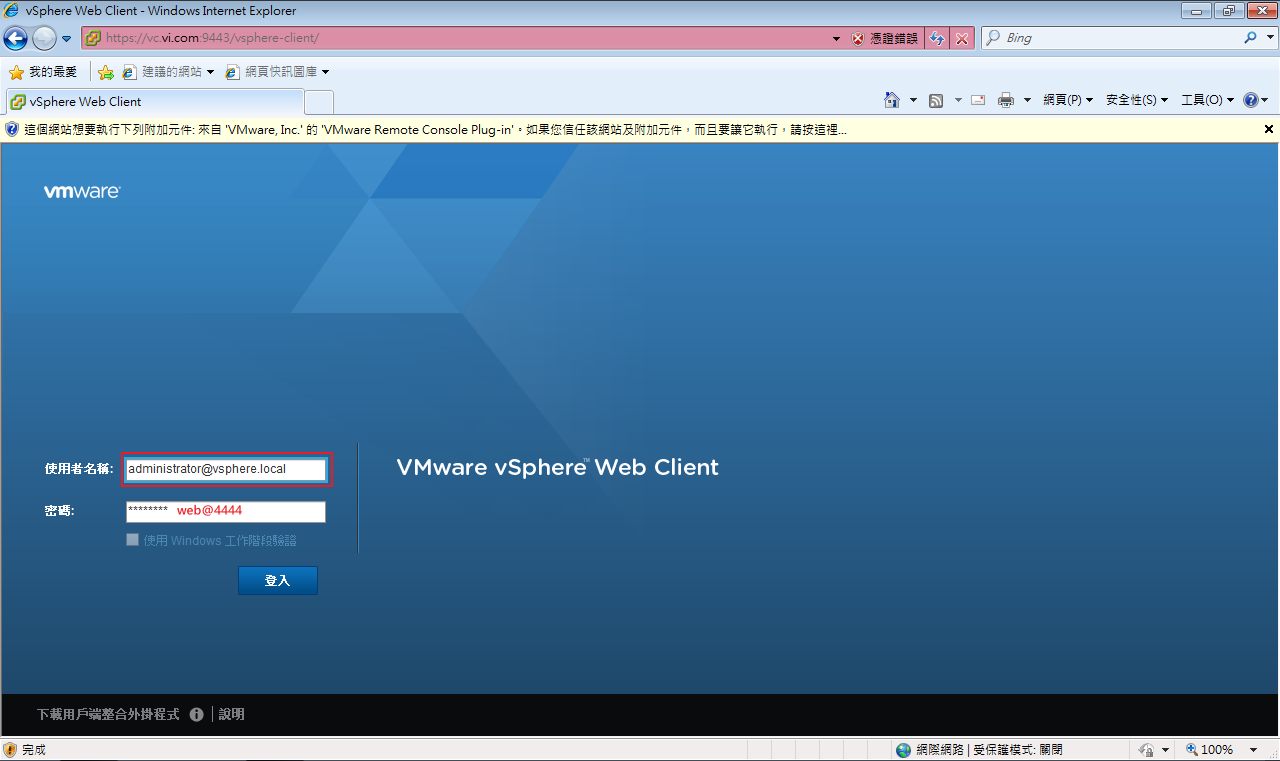 vSphere Web Client - Windows Internet Explorer
https://vc.vi.com:9443/vsphere-client/ 憑證錯誤 Bing
我的最愛 建議的網站 網頁快訊圖庫
vSphere Web Client 網頁(P) 安全性(S) 工具(O)
這個網站想要執行下列附加元件: 來自 'VMware, Inc.' 的 'VMware Remote Console Plug-in'。如果您信任該網站及附加元件，而且要讓它執行，請按這裡...
vmware
使用者名稱: administrator@vsphere.local
VMware vSphere™ Web Client
密碼: ******** web@4444
使用 Windows 工作階段驗證
登入
下載用戶端整合外掛程式 | 說明
完成 網際網路 | 受保護模式: 關閉 100%